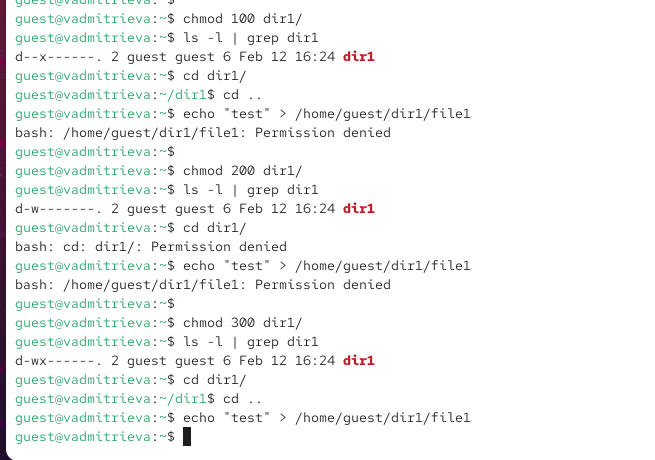 guest@vadmitrieva:~$
guest@vadmitrieva:~$ chmod 100 dir1/
guest@vadmitrieva:~$ ls -l | grep dir1
d--x------. 2 guest guest 6 Feb 12 16:24 dir1
guest@vadmitrieva:~$ cd dir1/
guest@vadmitrieva:~/dir1$ cd ..
guest@vadmitrieva:~$ echo "test" > /home/guest/dir1/file1
bash: /home/guest/dir1/file1: Permission denied
guest@vadmitrieva:~$
guest@vadmitrieva:~$ chmod 200 dir1/
guest@vadmitrieva:~$ ls -l | grep dir1
d-w-------. 2 guest guest 6 Feb 12 16:24 dir1
guest@vadmitrieva:~$ cd dir1/
bash: cd: dir1/: Permission denied
guest@vadmitrieva:~$ echo "test" > /home/guest/dir1/file1
bash: /home/guest/dir1/file1: Permission denied
guest@vadmitrieva:~$
guest@vadmitrieva:~$ chmod 300 dir1/
guest@vadmitrieva:~$ ls -l | grep dir1
d-wx------. 2 guest guest 6 Feb 12 16:24 dir1
guest@vadmitrieva:~$ cd dir1/
guest@vadmitrieva:~/dir1$ cd ..
guest@vadmitrieva:~$ echo "test" > /home/guest/dir1/file1
guest@vadmitrieva:~$